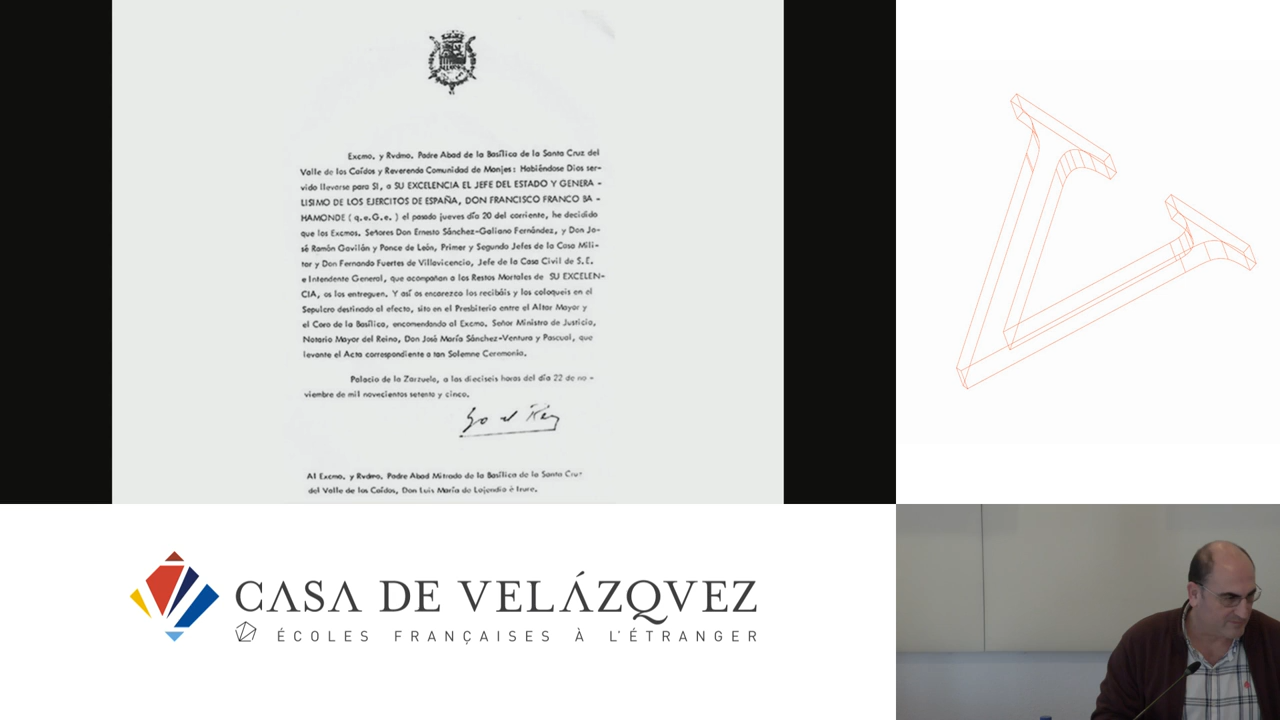 Excmo. y Rvdmo. Padre Abad de la Basílica de la Santa Cruz del
Valle de los Caídos y Reverenda Comunidad de Monjes: Habiéndose Dios ser-
vido llevarse para SI, a SU EXCELENCIA EL JEFE DEL ESTADO Y GENERA -
LISIMO DE LOS EJERCITOS DE ESPAÑA, DON FRANCISCO FRANCO BA -
HAMONDE ( q.e.G.e. ) el pasado jueves día 20 del corriente, he decidido
que los Excmos. Señores Don Ernesto Sánchez-Galiano Fernández, y Don Jo-
sé Ramón Gavilán y Ponce de León, Primer y Segundo Jefes de la Casa Mili-
tar y Don Fernando Fuertes de Villavicencio, Jefe de la Casa Civil de S.E.
e Intendente General, que acompañan a los Restos Mortales de SU EXCELEN-
CIA, os los entreguen. Y así os encarezco los recibáis y los coloquéis en el
Sepulcro destinado al efecto, sito en el Presbiterio entre el Altar Mayor y
el Coro de la Basílica, encomendando al Excmo. Señor Ministro de Justicia,
Notario Mayor del Reino, Don José María Sánchez-Ventura y Pascual, que
levante el Acta correspondiente a tan Solemne Ceremonia.
Palacio de la Zarzuela, a las dieciseis horas del día 22 de no -
viembre de mil novecientos setenta y cinco.
Yo el Rey
Al Excmo. y Rvdmo. Padre Abad Mitrado de la Basílica de la Santa Cruz
del Valle de los Caídos, Don Luis María de Lojendio e Irure.
CASA DE VELÁZQVEZ
ÉCOLES FRANÇAISES À L'ÉTRANGER